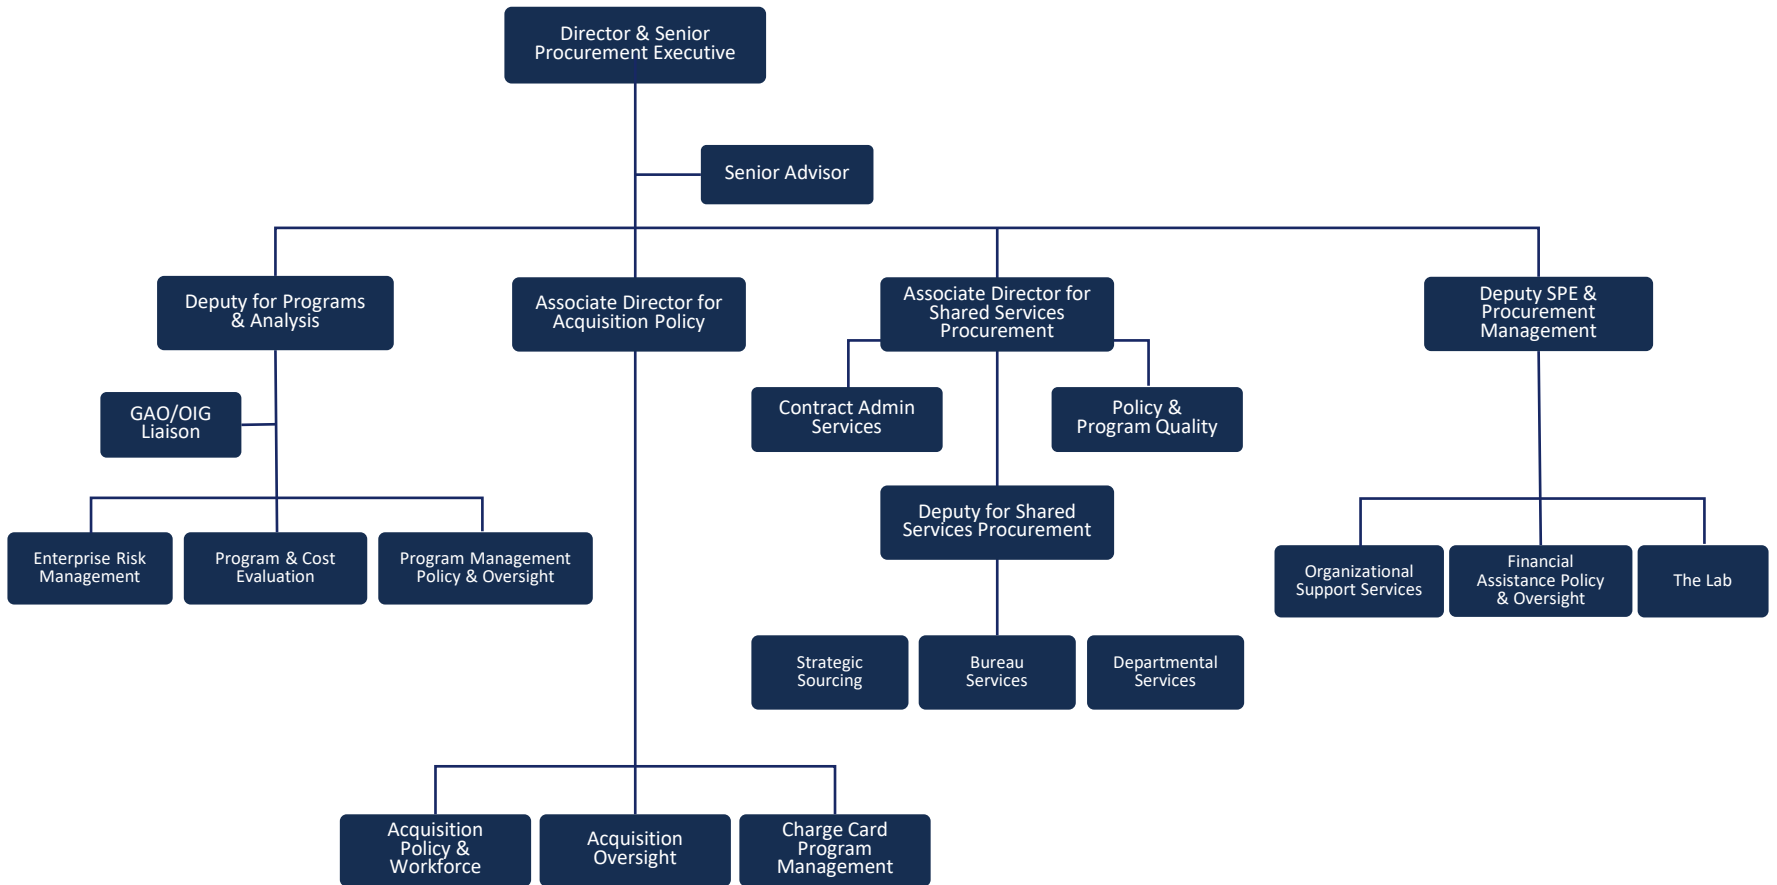 Director & Senior
Procurement Executive
Senior Advisor
Deputy for Programs
& Analysis
Associate Director for
Acquisition Policy
Associate Director for
Shared Services
Procurement
Deputy SPE &
Procurement
Management
GAO/OIG
Liaison
Contract Admin
Services
Policy &
Program Quality
Deputy for Shared
Services Procurement
Enterprise Risk
Management
Program & Cost
Evaluation
Program Management
Policy & Oversight
Organizational
Support Services
Financial
Assistance Policy
& Oversight
The Lab
Strategic
Sourcing
Bureau
Services
Departmental
Services
Acquisition
Policy &
Workforce
Acquisition
Oversight
Charge Card
Program
Management